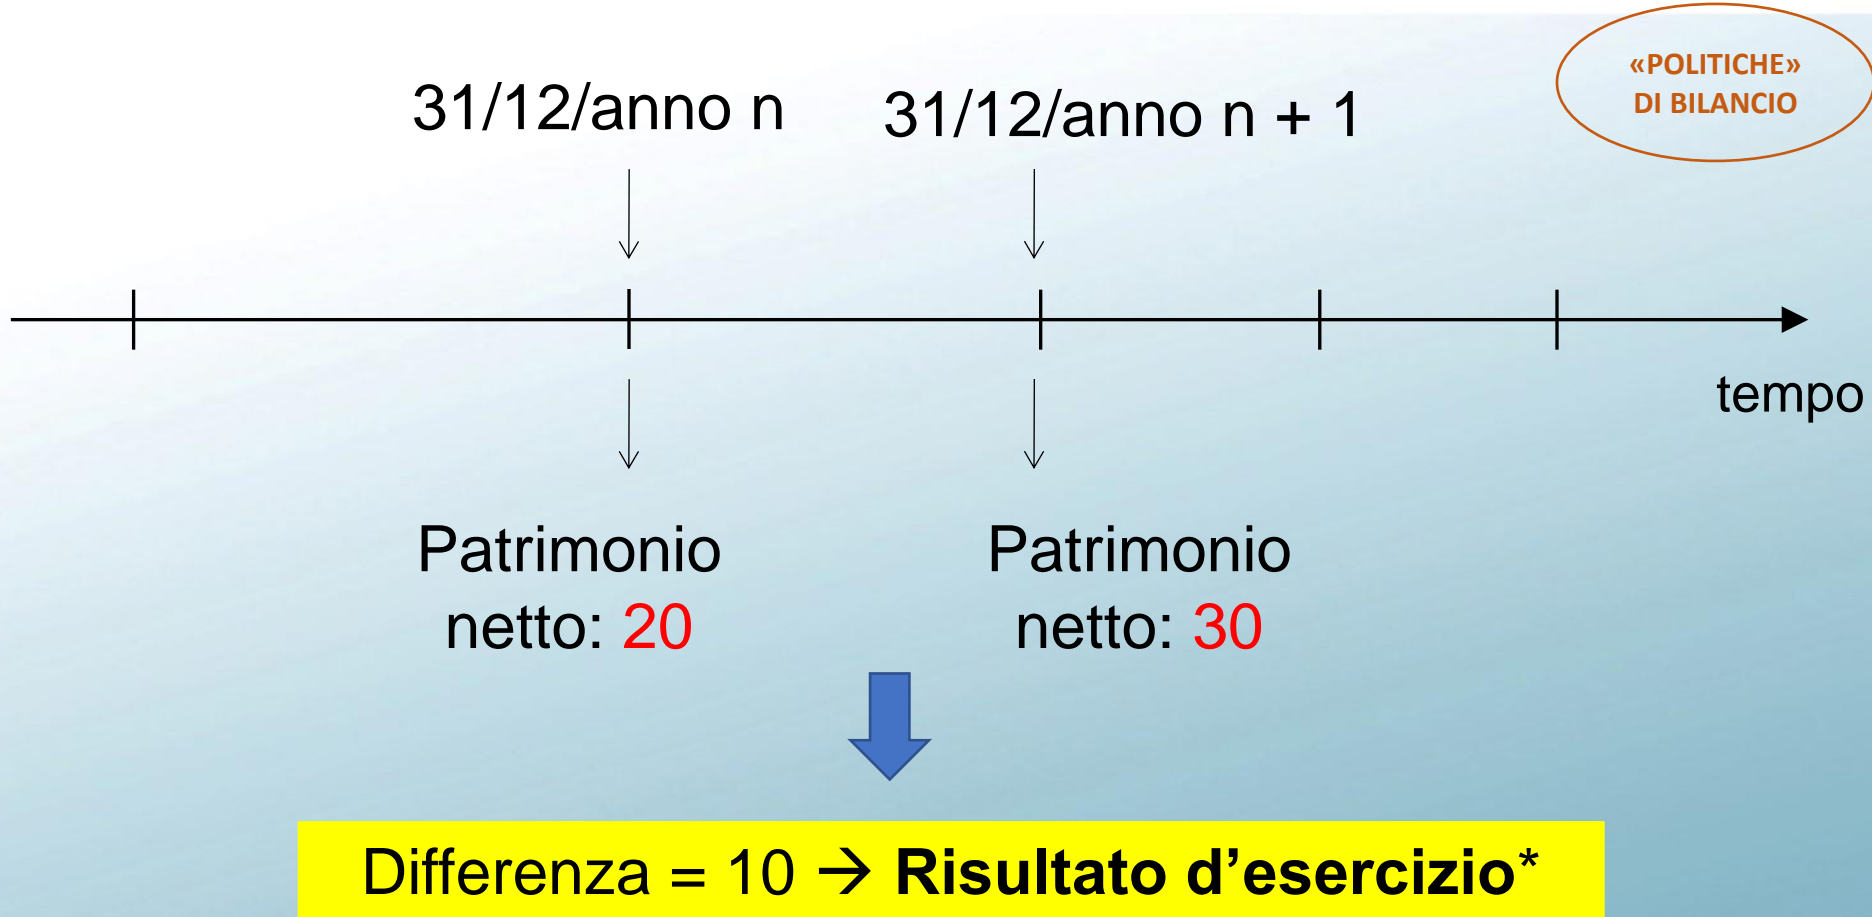 «POLITICHE»
DI BILANCIO
31/12/anno n
31/12/anno n + 1
tempo
Patrimonio
netto: 20
Patrimonio
netto: 30
Differenza = 10 → Risultato d’esercizio*